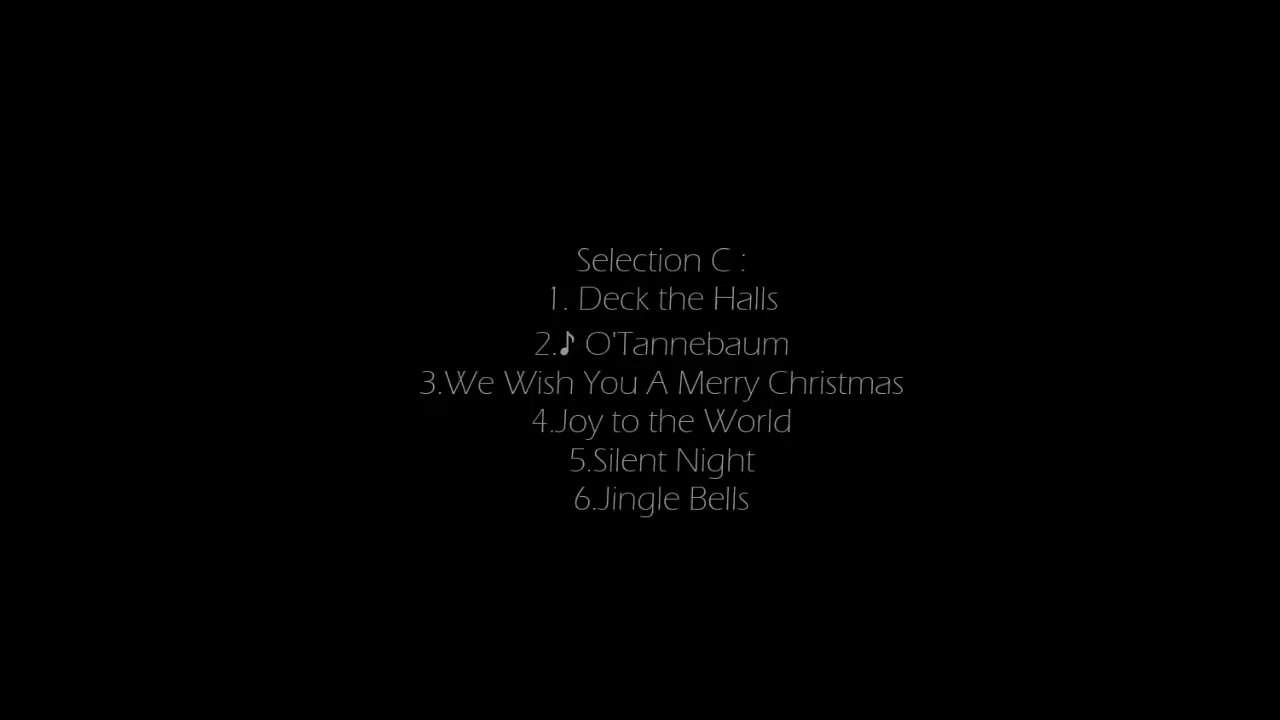 Selection C :
1. Deck the Halls
2.♪ O'Tannebaum
3.We Wish You A Merry Christmas
4.Joy to the World
5.Silent Night
6.Jingle Bells